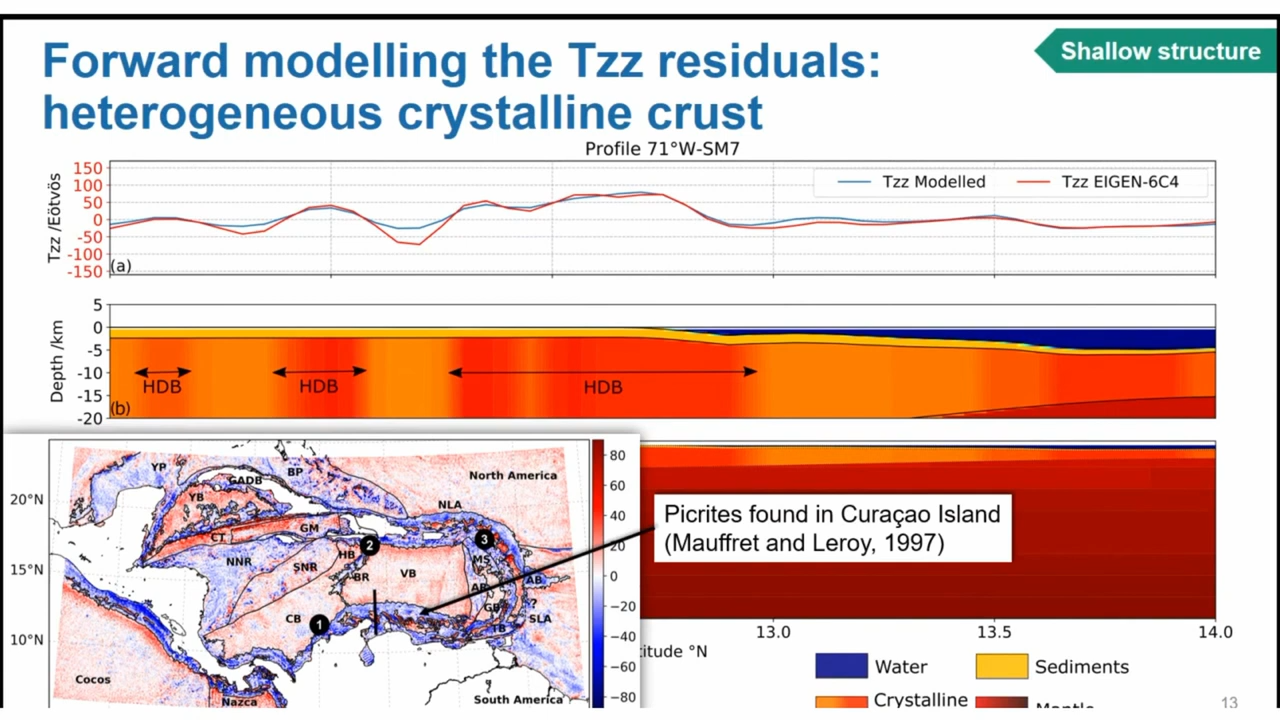 Forward modelling the Tzz residuals:
heterogeneous crystalline crust
Shallow structure
Profile 71°W-SM7
Tzz /Eötvös
150
100
50
0
-50
-100
-150
(a)
Tzz Modelled
Tzz EIGEN-6C4
Depth /km
5
0
-5
-10
-15
-20
(b)
HDB
HDB
HDB
20°N
15°N
10°N
YP
BP
North America
GADB
YB
NLA
GM
CT
2
3
HB
MS
NNR
SNR
BR
VB
AB
AR
GB
?
CB
1
SLA
TB
Cocos
Nazca
South America
80
60
40
20
0
−20
−40
−60
−80
Picrites found in Curaçao Island
(Mauffret and Leroy, 1997)
13.0
13.5
14.0
titude °N
Water
Sediments
Crystalline
Mantle
13